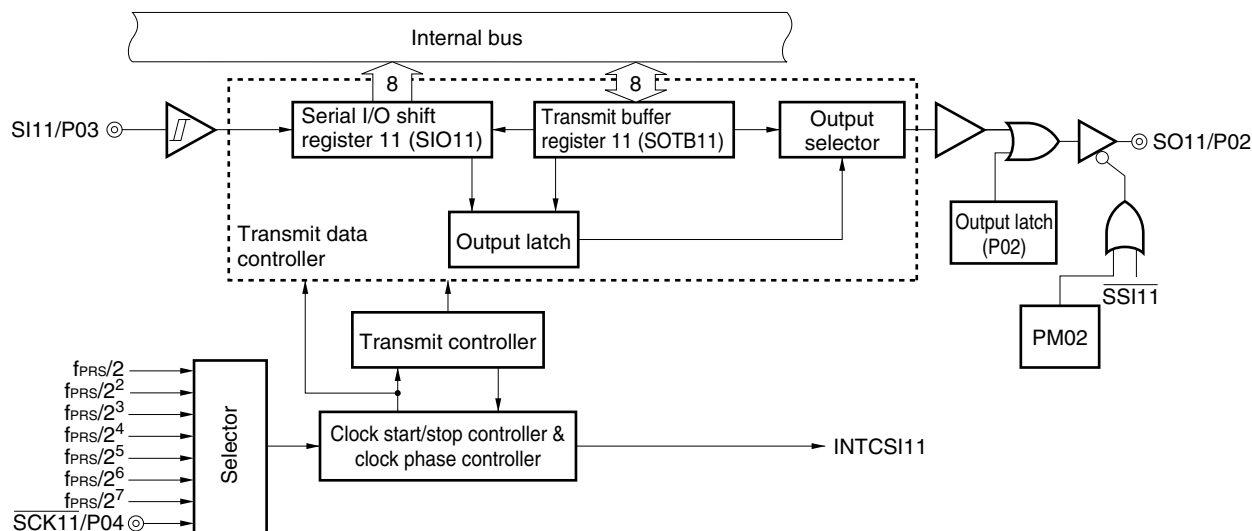 Internal bus
8
8
SI11/P03
Serial I/O shift
register 11 (SIO11)
Transmit buffer
register 11 (SOTB11)
Output
selector
SO11/P02
Output latch
Transmit data
controller
Output latch
(P02)
SSI11
PM02
Transmit controller
fPRS/2
fPRS/2²
fPRS/2³
fPRS/2⁴
fPRS/2⁵
fPRS/2⁶
fPRS/2⁷
SCK11/P04
Selector
Clock start/stop controller &
clock phase controller
INTCSI11